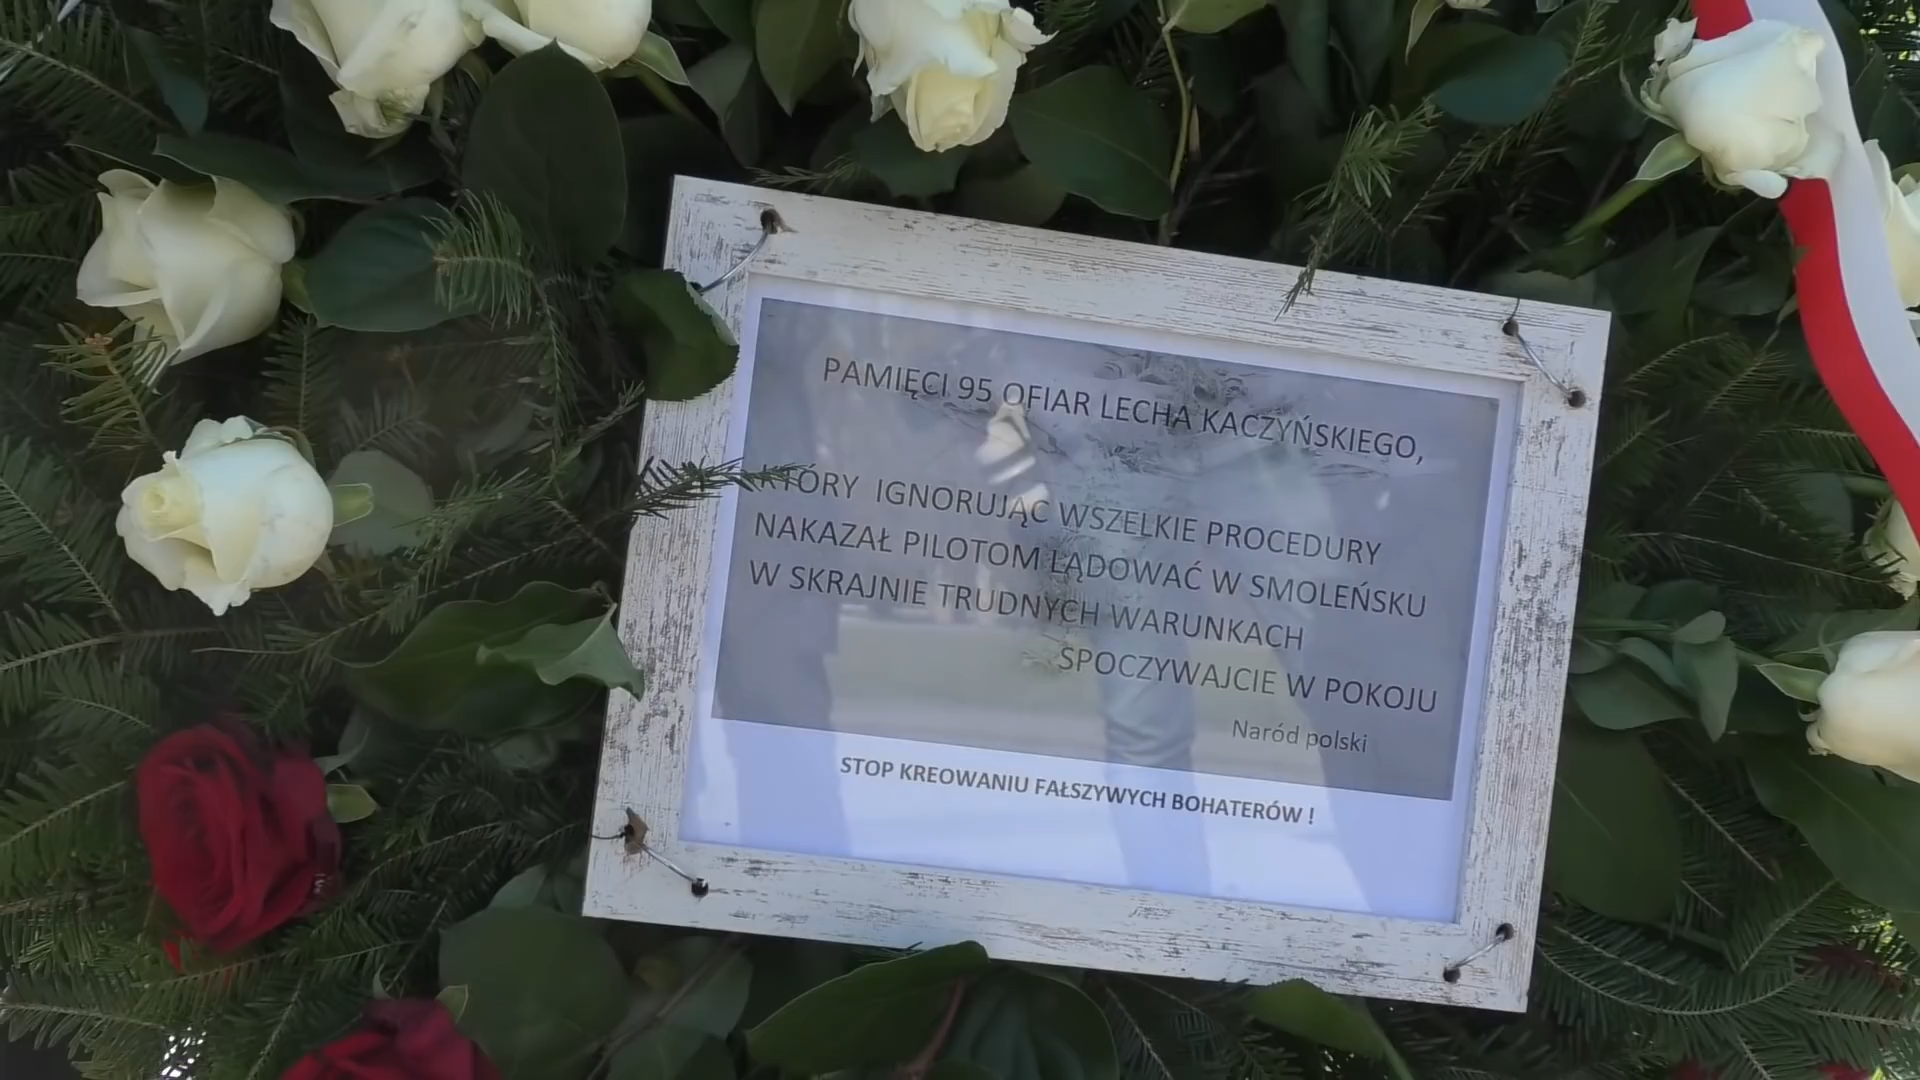 PAMIĘCI 95 OFIAR LECHA KACZYŃSKIEGO,
KTÓRY IGNORUJĄC WSZELKIE PROCEDURY
NAKAZAŁ PILOTOM LĄDOWAĆ W SMOLEŃSKU
W SKRAJNIE TRUDNYCH WARUNKACH
SPOCZYWAJCIE W POKOJU
Naród polski
STOP KREOWANIU FAŁSZYWYCH BOHATERÓW !